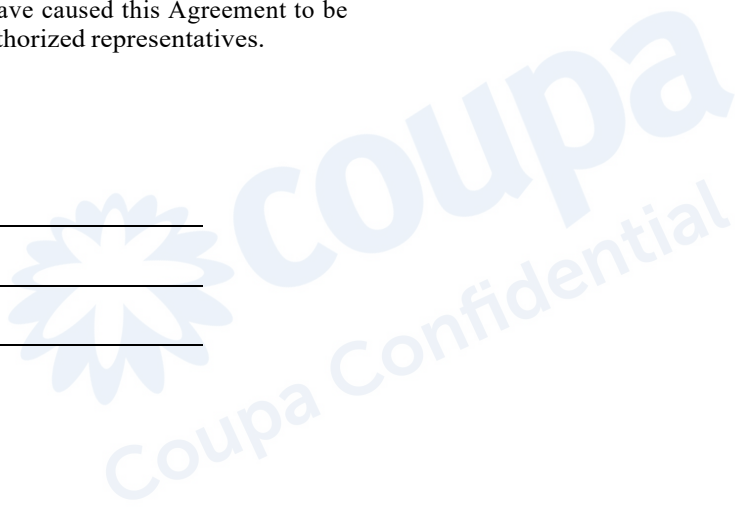 ave caused this Agreement to be
thorized representatives.
coupa
Coupa Confidential